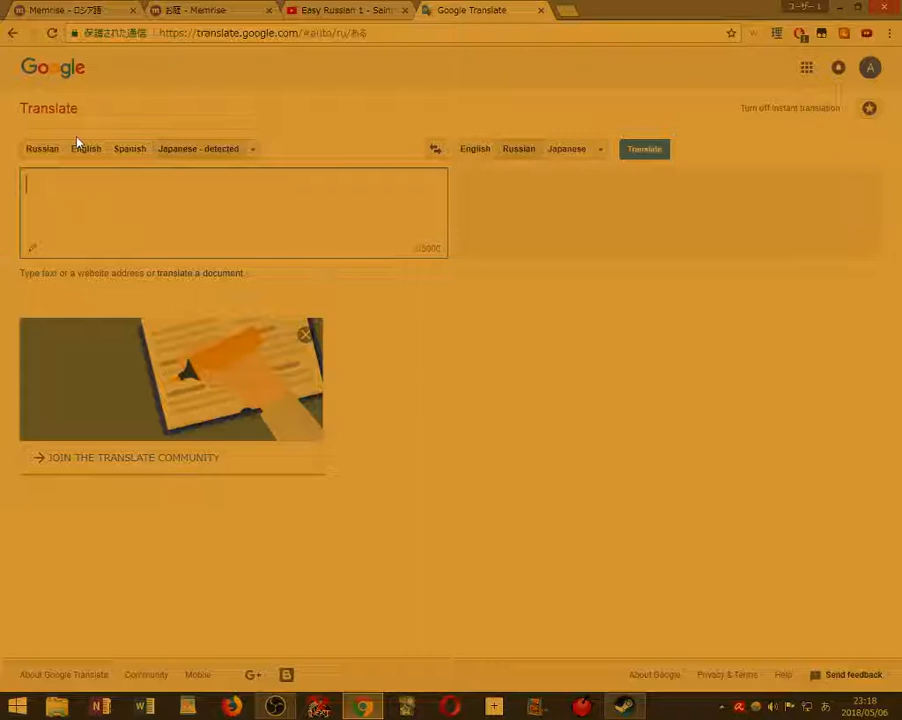 Memrise - ロシア語
お庭 - Memrise
Easy Russian 1 - Sain
Google Translate
ユーザー 1
保護された通信
https://translate.google.com/#auto/ru/ある
Google
A
Translate
Turn off instant translation
Russian English Spanish Japanese - detected
English Russian Japanese Translate
Type text or a website address or translate a document.
JOIN THE TRANSLATE COMMUNITY
About Google Translate Community Mobile G+ B
About Google Privacy & Terms Help Send feedback
あ
23:18
2018/05/06